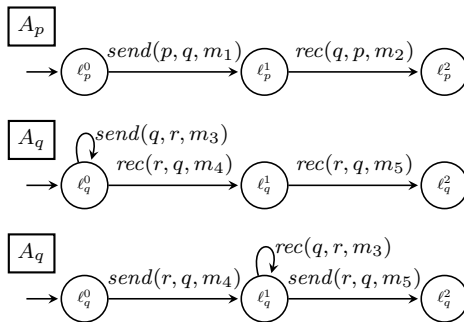 A_p
send(p, q, m_1) rec(q, p, m_2)
ℓ_p^0 ℓ_p^1 ℓ_p^2
A_q
send(q, r, m_3)
rec(r, q, m_4) rec(r, q, m_5)
ℓ_q^0 ℓ_q^1 ℓ_q^2
A_q
rec(q, r, m_3)
send(r, q, m_4) send(r, q, m_5)
ℓ_q^0 ℓ_q^1 ℓ_q^2